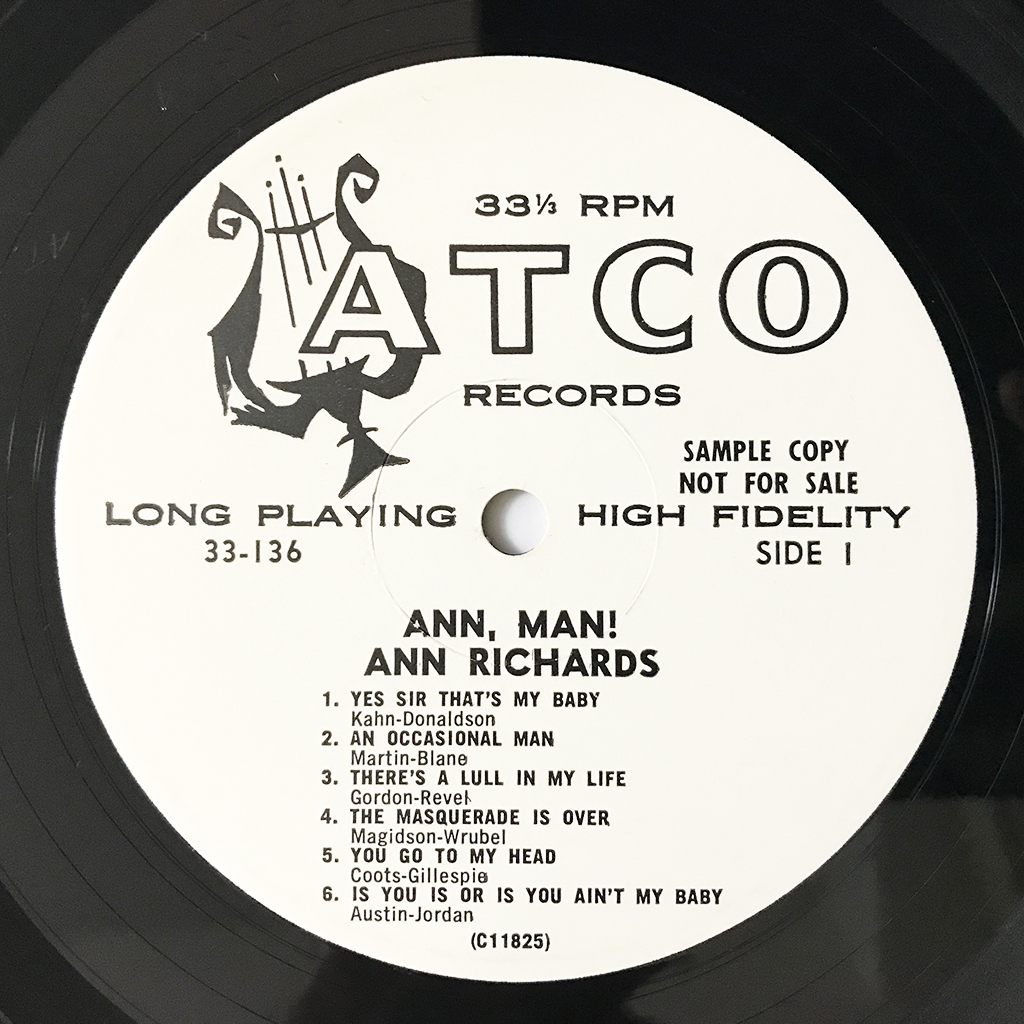 33⅓ RPM
ATCO
RECORDS
SAMPLE COPY
NOT FOR SALE
LONG PLAYING HIGH FIDELITY
33-136 SIDE 1
ANN, MAN!
ANN RICHARDS
1. YES SIR THAT'S MY BABY
Kahn-Donaldson
2. AN OCCASIONAL MAN
Martin-Blane
3. THERE'S A LULL IN MY LIFE
Gordon-Revel
4. THE MASQUERADE IS OVER
Magidson-Wrubel
5. YOU GO TO MY HEAD
Coots-Gillespie
6. IS YOU IS OR IS YOU AIN'T MY BABY
Austin-Jordan
(C11825)